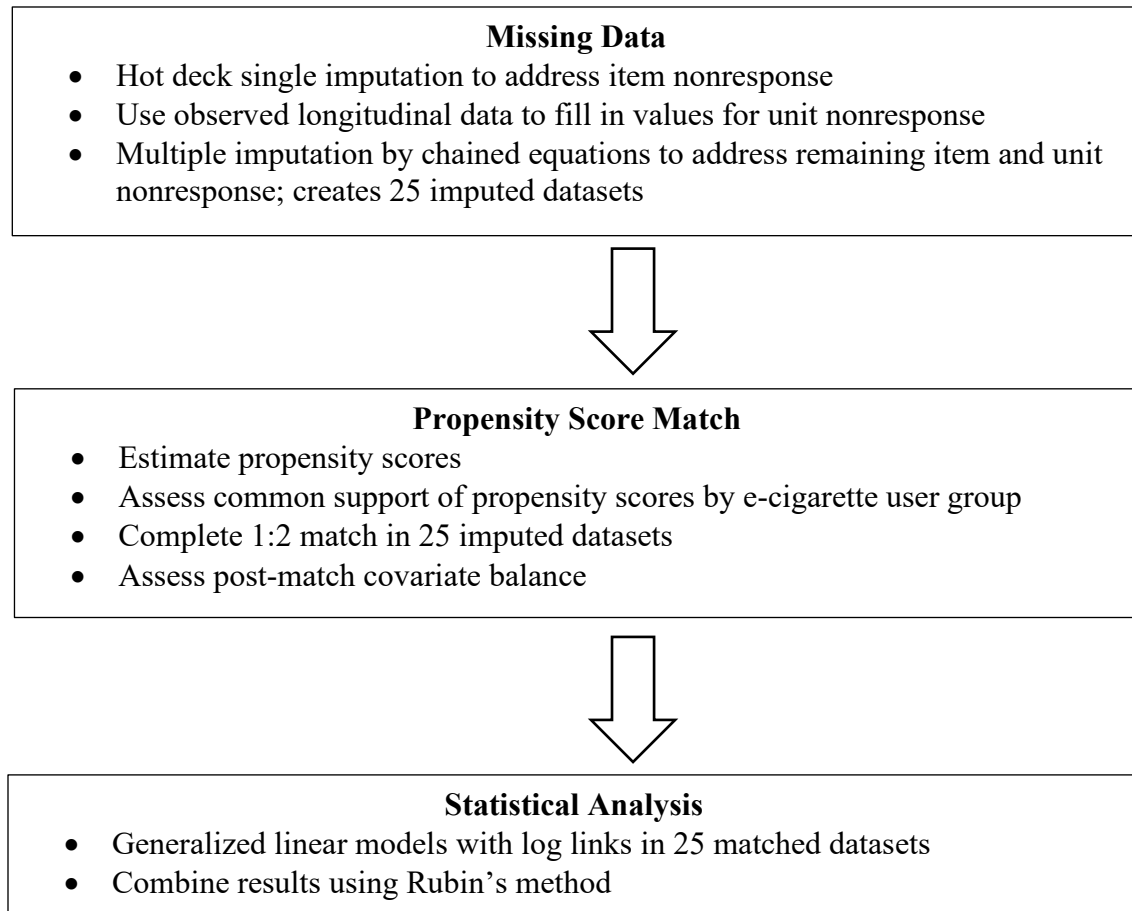 Missing Data
• Hot deck single imputation to address item nonresponse
• Use observed longitudinal data to fill in values for unit nonresponse
• Multiple imputation by chained equations to address remaining item and unit
nonresponse; creates 25 imputed datasets
Propensity Score Match
• Estimate propensity scores
• Assess common support of propensity scores by e-cigarette user group
• Complete 1:2 match in 25 imputed datasets
• Assess post-match covariate balance
Statistical Analysis
• Generalized linear models with log links in 25 matched datasets
• Combine results using Rubin’s method